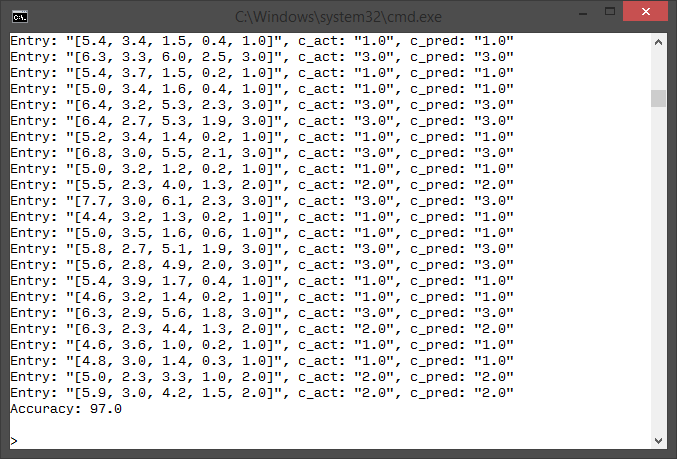 C:\Windows\system32\cmd.exe
Entry: "[5.4, 3.4, 1.5, 0.4, 1.0]", c_act: "1.0", c_pred: "1.0"
Entry: "[6.3, 3.3, 6.0, 2.5, 3.0]", c_act: "3.0", c_pred: "3.0"
Entry: "[5.4, 3.7, 1.5, 0.2, 1.0]", c_act: "1.0", c_pred: "1.0"
Entry: "[5.0, 3.4, 1.6, 0.4, 1.0]", c_act: "1.0", c_pred: "1.0"
Entry: "[6.4, 3.2, 5.3, 2.3, 3.0]", c_act: "3.0", c_pred: "3.0"
Entry: "[6.4, 2.7, 5.3, 1.9, 3.0]", c_act: "3.0", c_pred: "3.0"
Entry: "[5.2, 3.4, 1.4, 0.2, 1.0]", c_act: "1.0", c_pred: "1.0"
Entry: "[6.8, 3.0, 5.5, 2.1, 3.0]", c_act: "3.0", c_pred: "3.0"
Entry: "[5.0, 3.2, 1.2, 0.2, 1.0]", c_act: "1.0", c_pred: "1.0"
Entry: "[5.5, 2.3, 4.0, 1.3, 2.0]", c_act: "2.0", c_pred: "2.0"
Entry: "[7.7, 3.0, 6.1, 2.3, 3.0]", c_act: "3.0", c_pred: "3.0"
Entry: "[4.4, 3.2, 1.3, 0.2, 1.0]", c_act: "1.0", c_pred: "1.0"
Entry: "[5.0, 3.5, 1.6, 0.6, 1.0]", c_act: "1.0", c_pred: "1.0"
Entry: "[5.8, 2.7, 5.1, 1.9, 3.0]", c_act: "3.0", c_pred: "3.0"
Entry: "[5.6, 2.8, 4.9, 2.0, 3.0]", c_act: "3.0", c_pred: "3.0"
Entry: "[5.4, 3.9, 1.7, 0.4, 1.0]", c_act: "1.0", c_pred: "1.0"
Entry: "[4.6, 3.2, 1.4, 0.2, 1.0]", c_act: "1.0", c_pred: "1.0"
Entry: "[6.3, 2.9, 5.6, 1.8, 3.0]", c_act: "3.0", c_pred: "3.0"
Entry: "[6.3, 2.3, 4.4, 1.3, 2.0]", c_act: "2.0", c_pred: "2.0"
Entry: "[4.6, 3.6, 1.0, 0.2, 1.0]", c_act: "1.0", c_pred: "1.0"
Entry: "[4.8, 3.0, 1.4, 0.3, 1.0]", c_act: "1.0", c_pred: "1.0"
Entry: "[5.0, 2.3, 3.3, 1.0, 2.0]", c_act: "2.0", c_pred: "2.0"
Entry: "[5.9, 3.0, 4.2, 1.5, 2.0]", c_act: "2.0", c_pred: "2.0"
Accuracy: 97.0
>